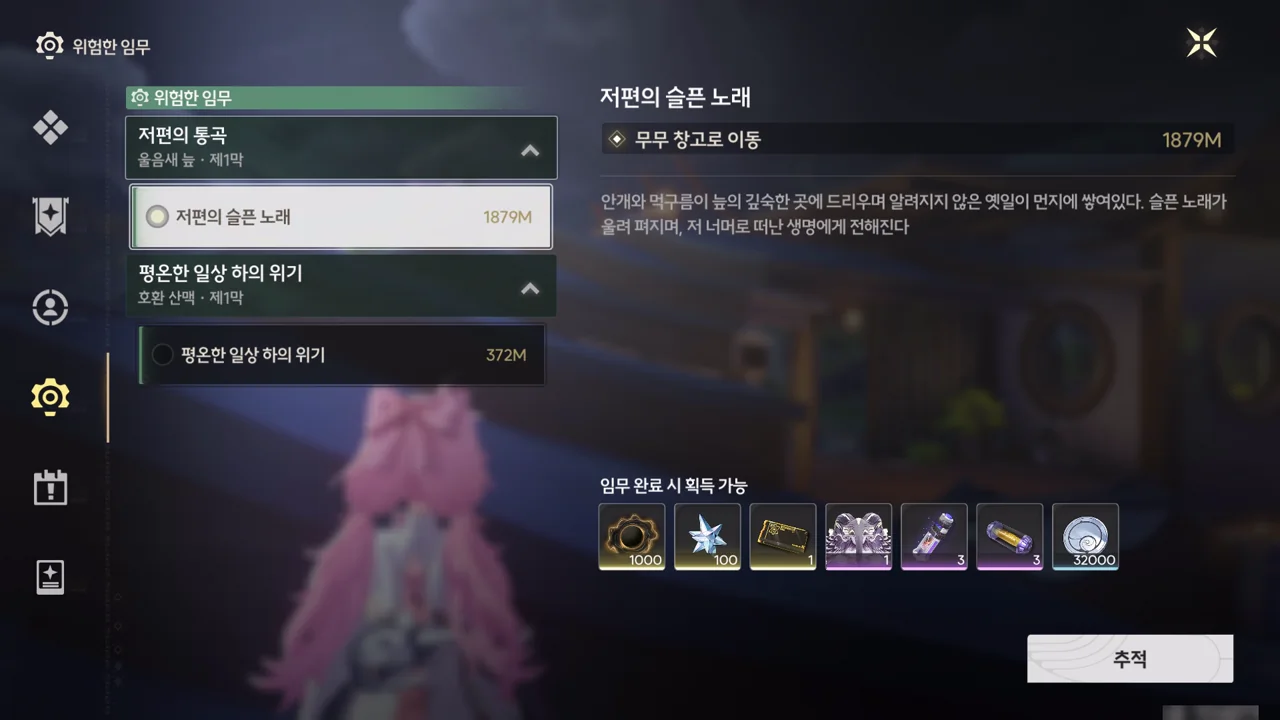 위험한 임무
위험한 임무
저편의 통곡
울음새 늪 · 제1막
저편의 슬픈 노래
1879M
평온한 일상 하의 위기
호환 산맥 · 제1막
평온한 일상 하의 위기
372M
저편의 슬픈 노래
무무 창고로 이동
1879M
안개와 먹구름이 늪의 깊숙한 곳에 드리우며 알려지지 않은 옛일이 먼지에 쌓여있다. 슬픈 노래가
울려 펴지며, 저 너머로 떠난 생명에게 전해진다
임무 완료 시 획득 가능
1000
100
1
1
3
3
32000
추적